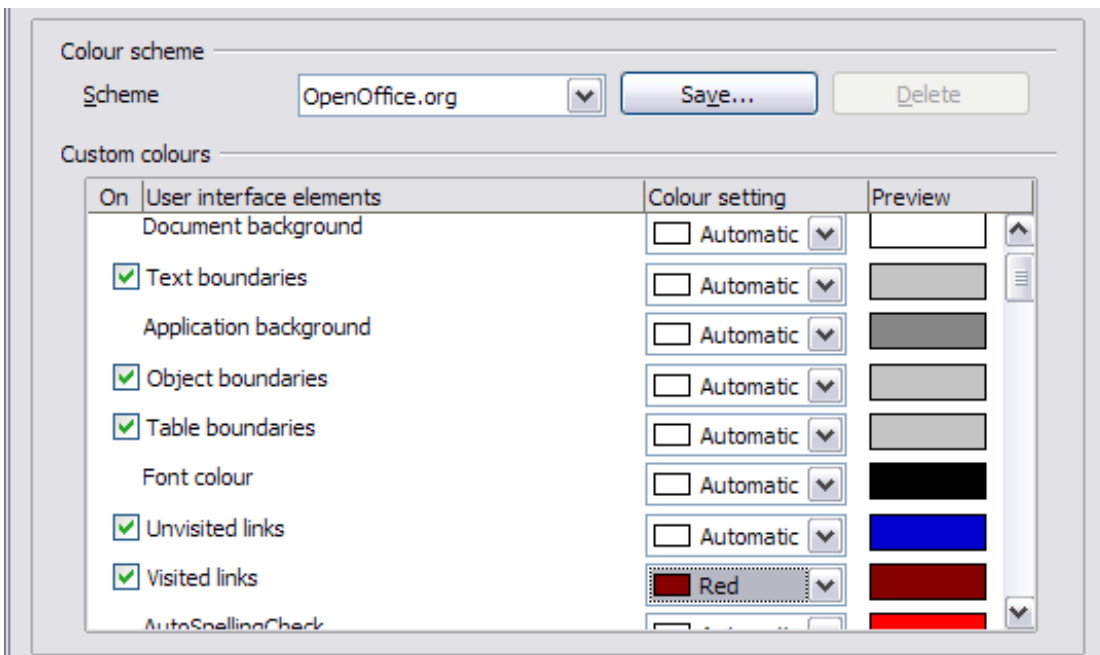 Colour scheme
Scheme OpenOffice.org Save... Delete
Custom colours
On User interface elements Colour setting Preview
Document background Automatic
Text boundaries Automatic
Application background Automatic
Object boundaries Automatic
Table boundaries Automatic
Font colour Automatic
Unvisited links Automatic
Visited links Red
AutoSpellingCheck